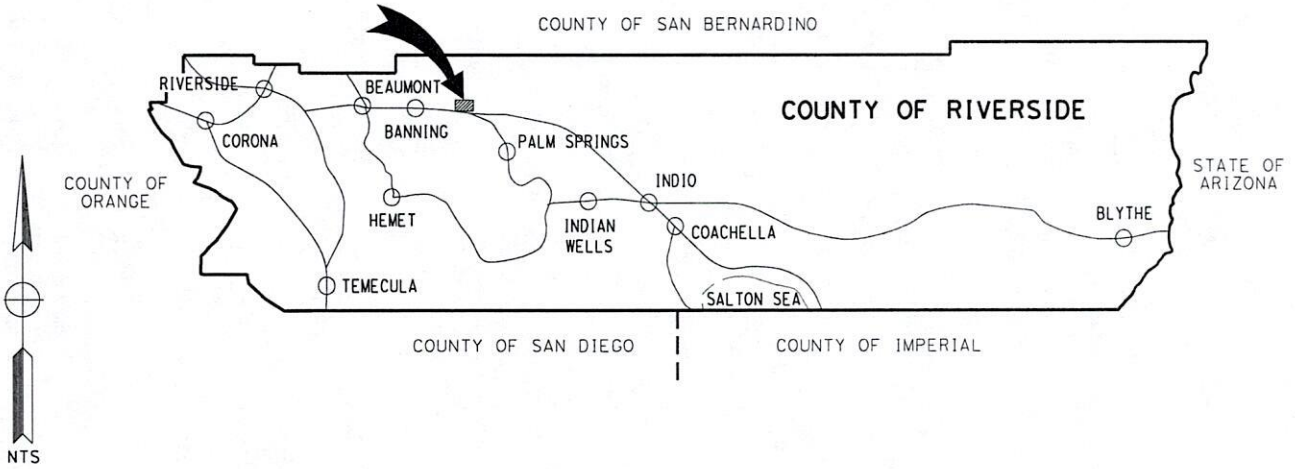 COUNTY OF SAN BERNARDINO
RIVERSIDE
BEAUMONT
COUNTY OF RIVERSIDE
BANNING
CORONA
PALM SPRINGS
STATE OF
ARIZONA
COUNTY OF
ORANGE
INDIO
HEMET
INDIAN
WELLS
COACHELLA
BLYTHE
TEMECULA
SALTON SEA
COUNTY OF SAN DIEGO
COUNTY OF IMPERIAL
NTS